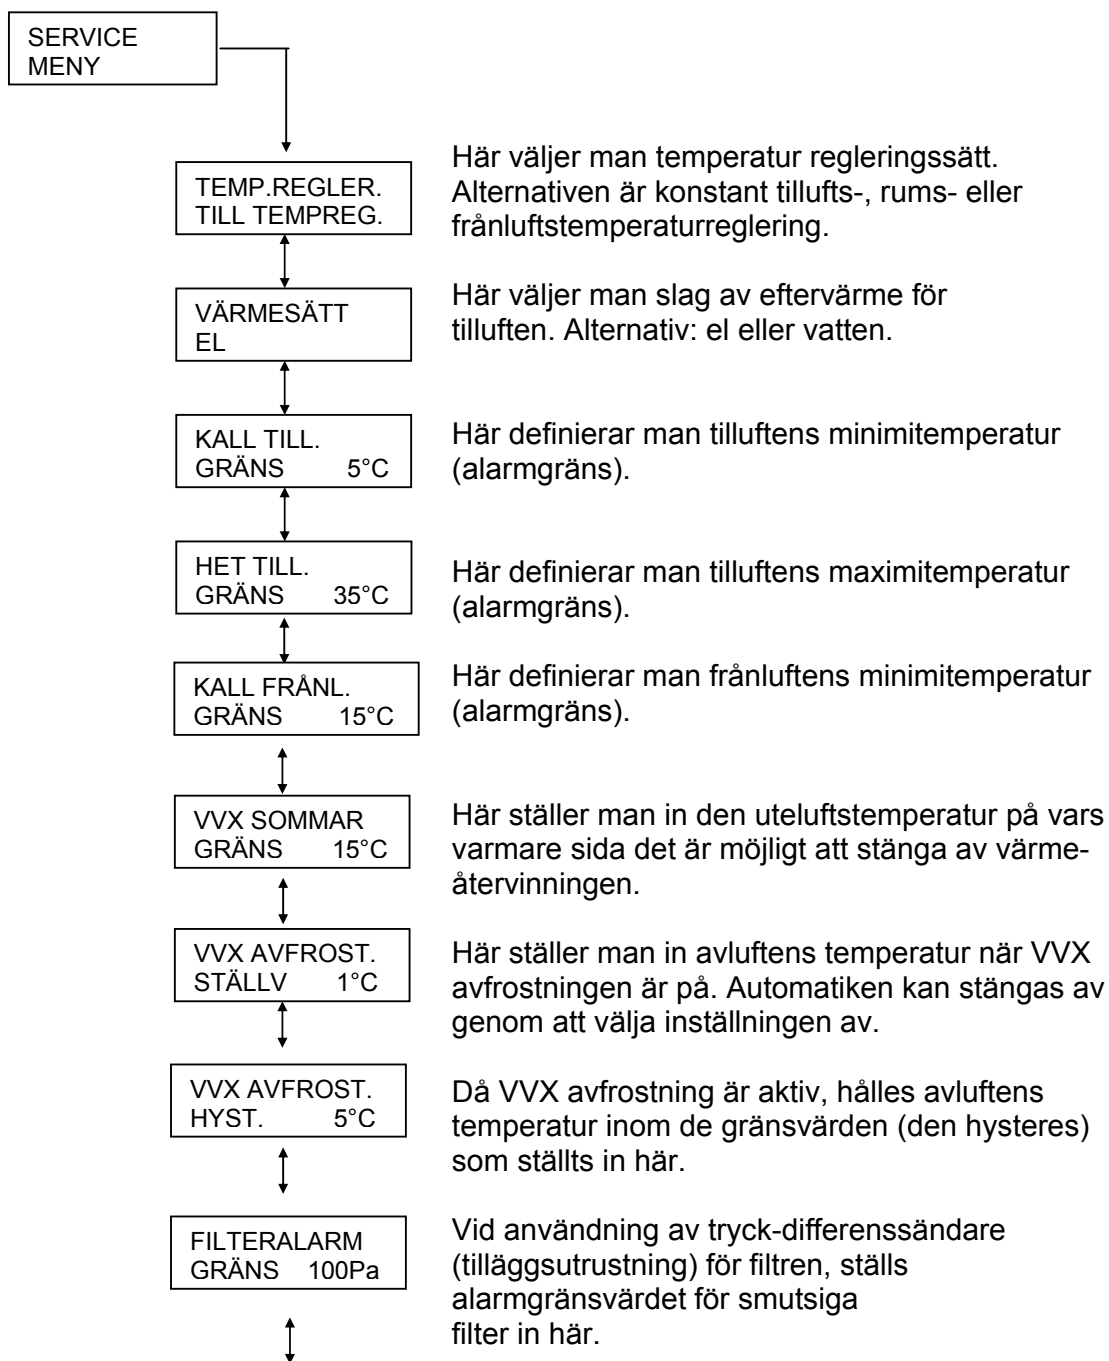 SERVICE
MENY
TEMP.REGLER.
TILL TEMPREG.
Här väljer man temperatur regleringssätt.
Alternativen är konstant tillufts-, rums- eller
frånluftstemperaturreglering.
VÄRMESÄTT
EL
Här väljer man slag av eftervärme för
tilluften. Alternativ: el eller vatten.
KALL TILL.
GRÄNS 5°C
Här definierar man tilluftens minimitemperatur
(alarmgräns).
HET TILL.
GRÄNS 35°C
Här definierar man tilluftens maximitemperatur
(alarmgräns).
KALL FRÅNL.
GRÄNS 15°C
Här definierar man frånluftens minimitemperatur
(alarmgräns).
VVX SOMMAR
GRÄNS 15°C
Här ställer man in den uteluftstemperatur på vars
varmare sida det är möjligt att stänga av värme-
återvinningen.
VVX AVFROST.
STÄLLV 1°C
Här ställer man in avluftens temperatur när VVX
avfrostningen är på. Automatiken kan stängas av
genom att välja inställningen av.
VVX AVFROST.
HYST. 5°C
Då VVX avfrostning är aktiv, hålles avluftens
temperatur inom de gränsvärden (den hysteres)
som ställts in här.
FILTERALARM
GRÄNS 100Pa
Vid användning av tryck-differenssändare
(tilläggsutrustning) för filtren, ställs
alarmgränsvärdet för smutsiga
filter in här.